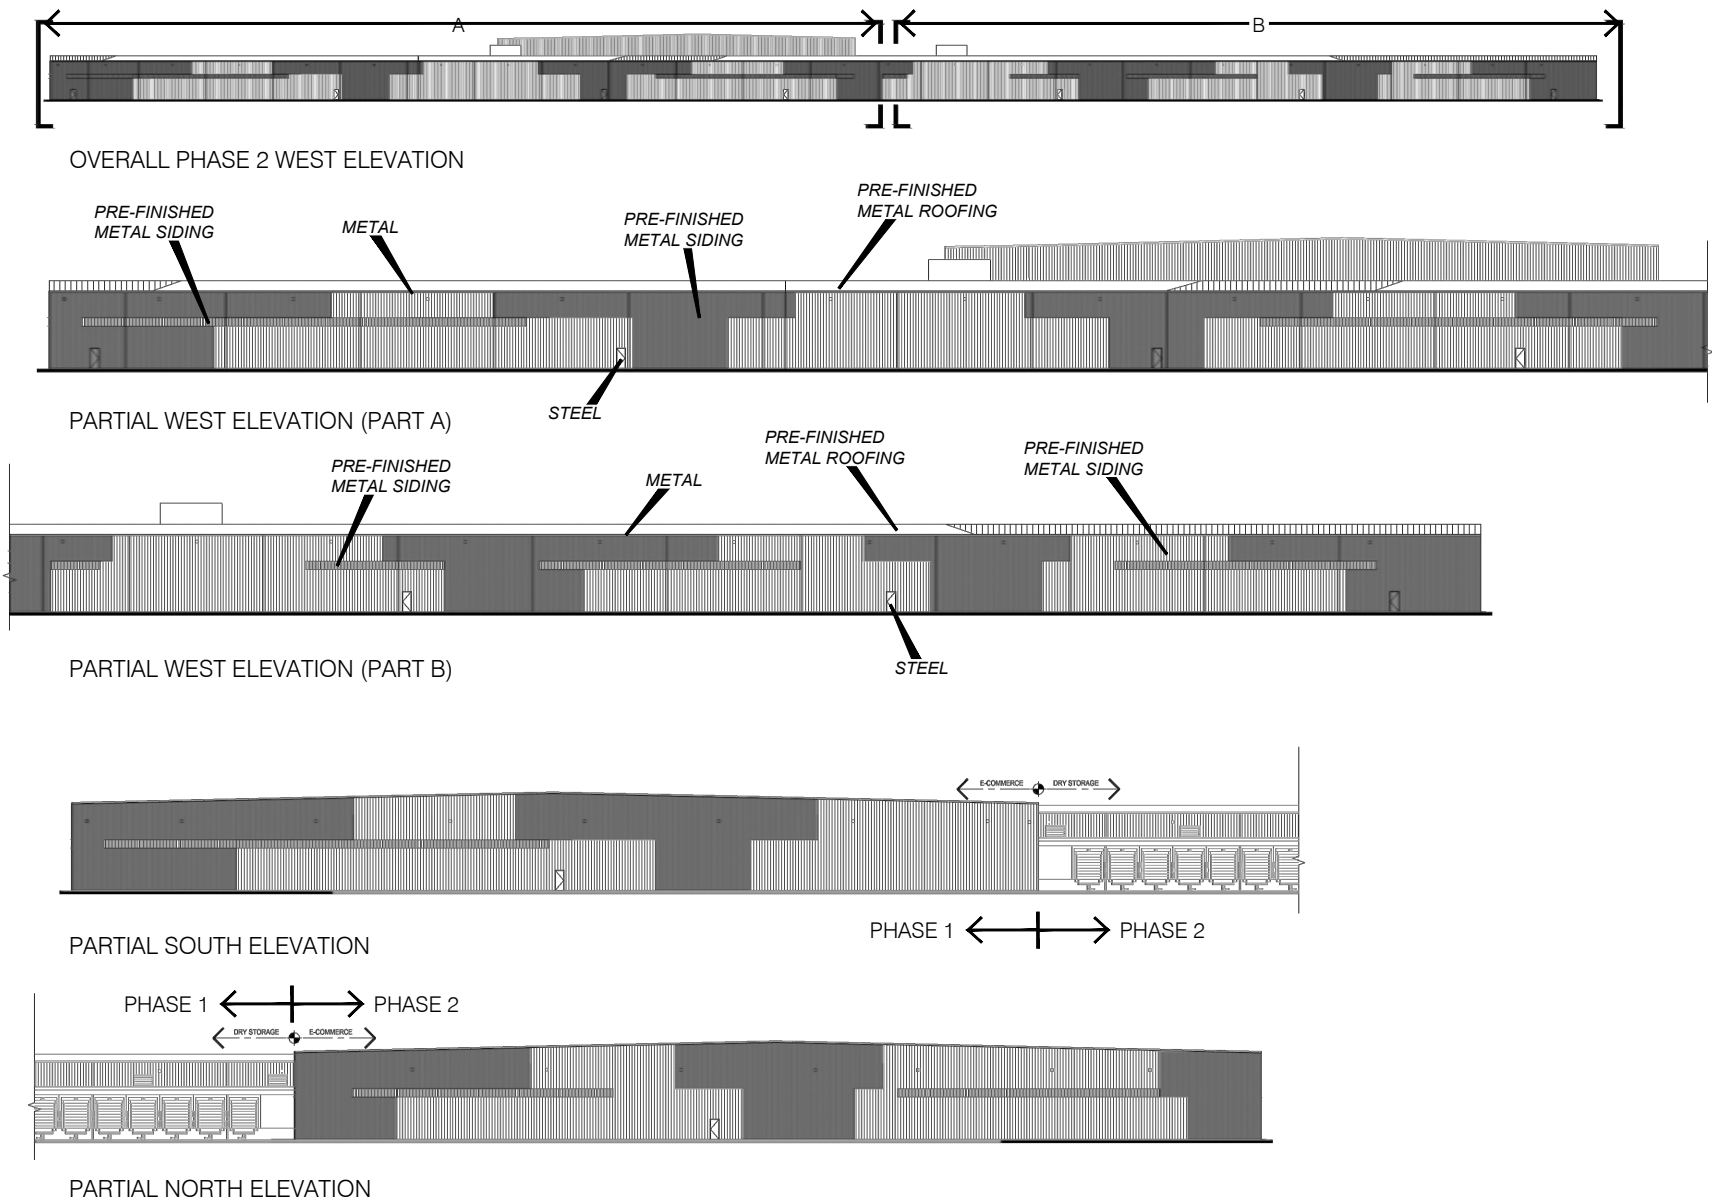 A
B
OVERALL PHASE 2 WEST ELEVATION
PRE-FINISHED
METAL SIDING
METAL
PRE-FINISHED
METAL SIDING
PRE-FINISHED
METAL ROOFING
STEEL
PARTIAL WEST ELEVATION (PART A)
PRE-FINISHED
METAL SIDING
METAL
PRE-FINISHED
METAL ROOFING
PRE-FINISHED
METAL SIDING
STEEL
PARTIAL WEST ELEVATION (PART B)
E-COMMERCE
DRY STORAGE
PHASE 1
PHASE 2
PARTIAL SOUTH ELEVATION
PHASE 1
PHASE 2
DRY STORAGE
E-COMMERCE
PARTIAL NORTH ELEVATION